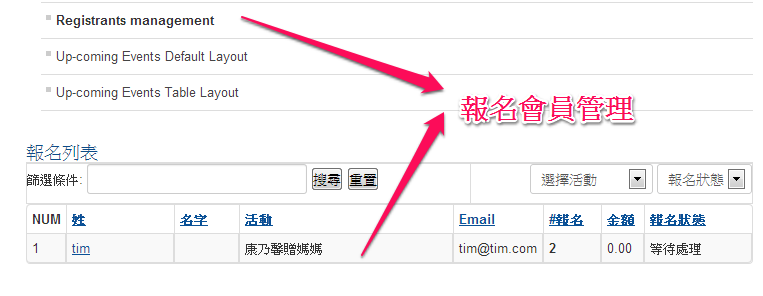 Registrants management
Up-coming Events Default Layout
Up-coming Events Table Layout
報名會員管理
報名列表
篩選條件: 搜尋 重置 選擇活動 報名狀態
NUM 姓 名字 活動 Email #報名 金額 報名狀態
1 tim 康乃馨贈媽媽 tim@tim.com 2 0.00 等待處理